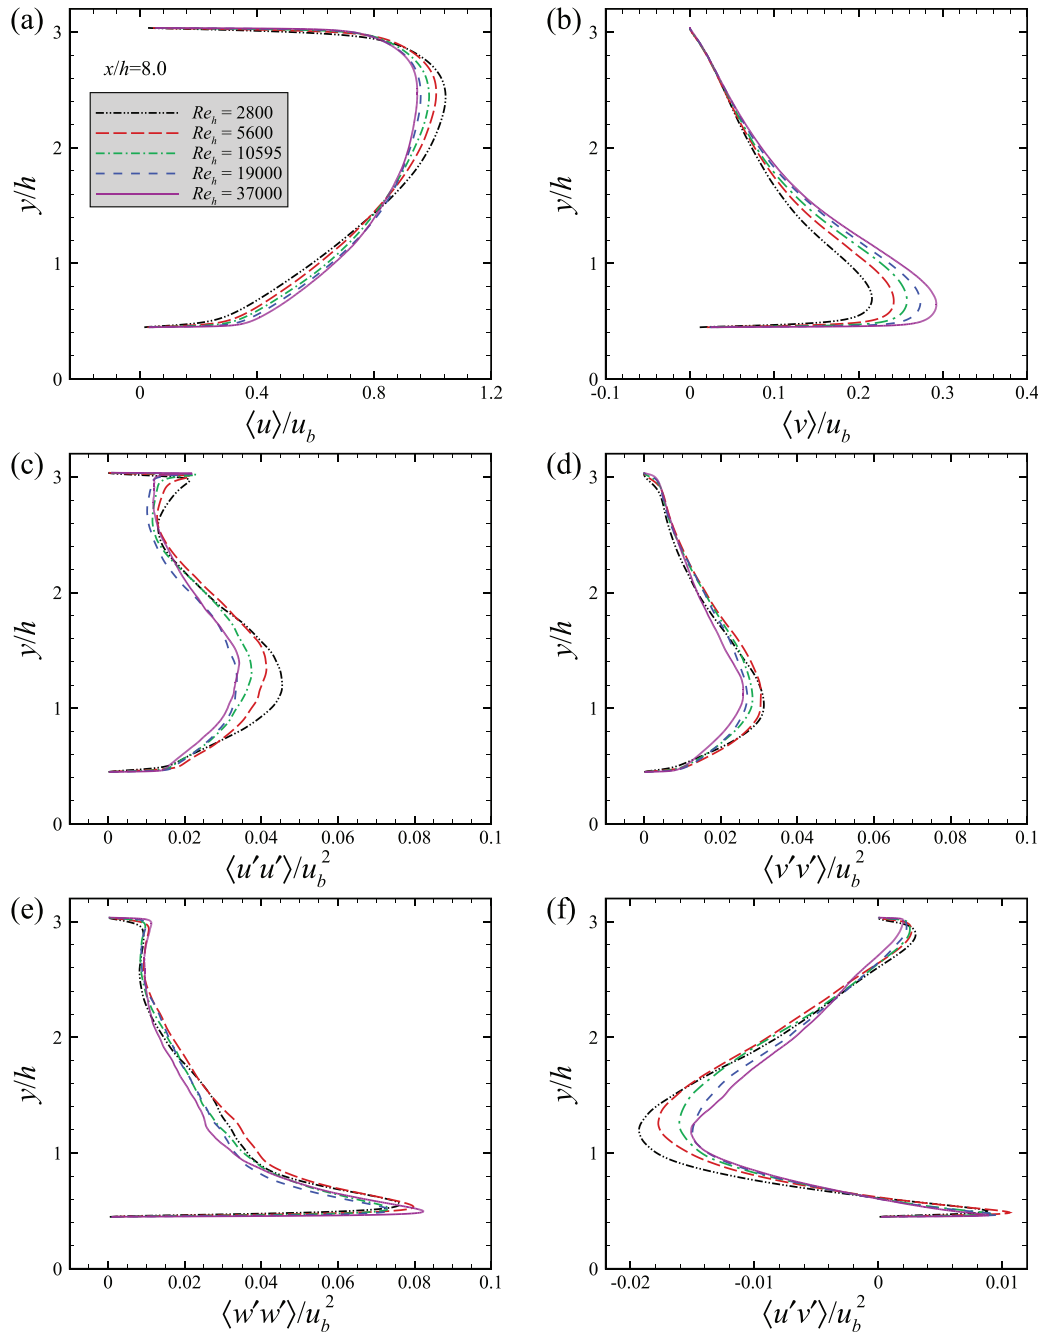 (a)
3
2
1
0
y/h
x/h=8.0
Re_h = 2800
Re_h = 5600
Re_h = 10595
Re_h = 19000
Re_h = 37000
0 0.4 0.8 1.2
⟨u⟩/u_b
(b)
3
2
1
0
y/h
-0.1 0 0.1 0.2 0.3 0.4
⟨v⟩/u_b
(c)
3
2
1
0
y/h
0 0.02 0.04 0.06 0.08 0.1
⟨u′u′⟩/u_b^2
(d)
3
2
1
0
y/h
0 0.02 0.04 0.06 0.08 0.1
⟨v′v′⟩/u_b^2
(e)
3
2
1
0
y/h
0 0.02 0.04 0.06 0.08 0.1
⟨w′w′⟩/u_b^2
(f)
3
2
1
0
y/h
-0.02 -0.01 0 0.01
⟨u′v′⟩/u_b^2